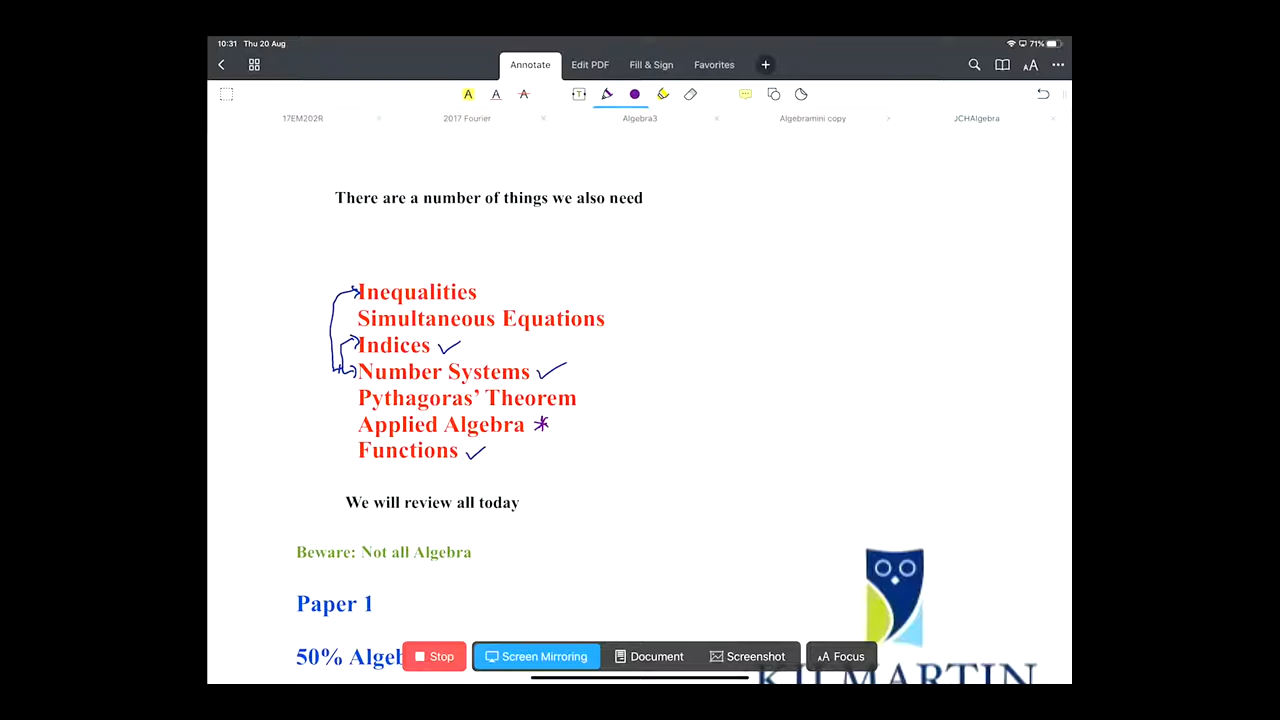 10:31 Thu 20 Aug
71%
Annotate Edit PDF Fill & Sign Favorites
AA
A A A T
17EM202R 2017 Fourier Algebra3 Algebramini copy JCHAlgebra
There are a number of things we also need
Inequalities
Simultaneous Equations
Indices
Number Systems
Pythagoras' Theorem
Applied Algebra *
Functions
We will review all today
Beware: Not all Algebra
Paper 1
50% Algeb
Stop Screen Mirroring Document Screenshot AA Focus
KILMARTIN